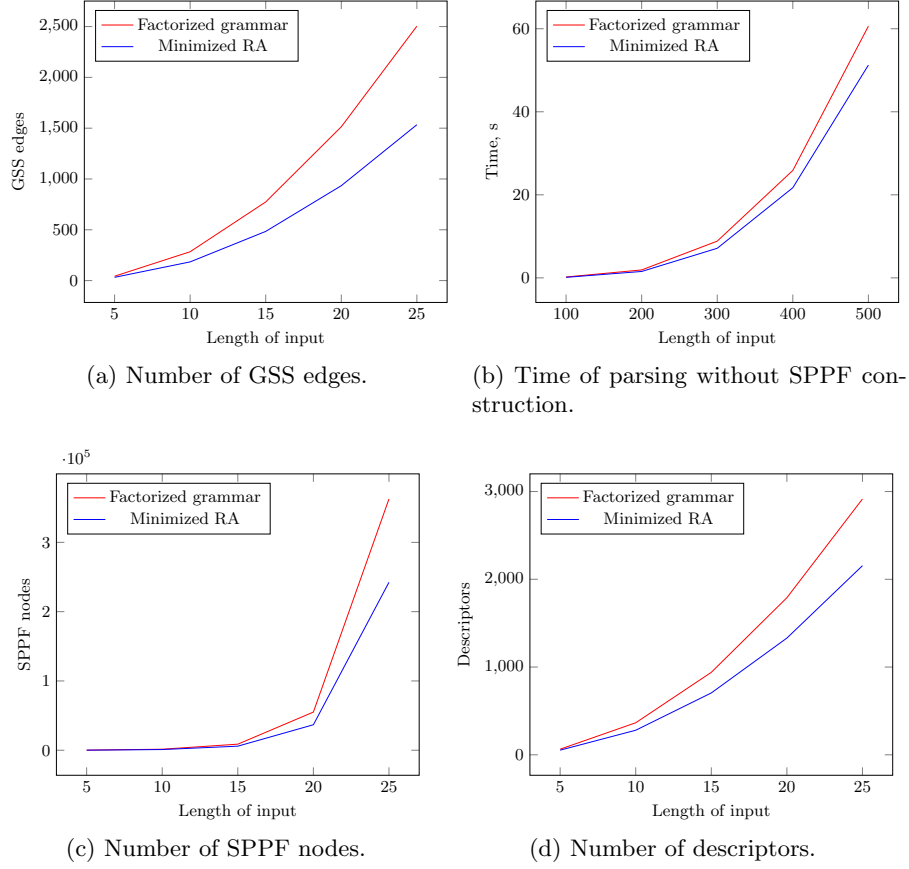 Factorized grammar
Minimized RA
2,500
2,000
1,500
1,000
500
0
GSS edges
5 10 15 20 25
Length of input
(a) Number of GSS edges.
Factorized grammar
Minimized RA
60
40
20
0
Time, s
100 200 300 400 500
Length of input
(b) Time of parsing without SPPF con-
struction.
·10^5
Factorized grammar
Minimized RA
3
2
1
0
SPPF nodes
5 10 15 20 25
Length of input
(c) Number of SPPF nodes.
Factorized grammar
Minimized RA
3,000
2,000
1,000
0
Descriptors
5 10 15 20 25
Length of input
(d) Number of descriptors.